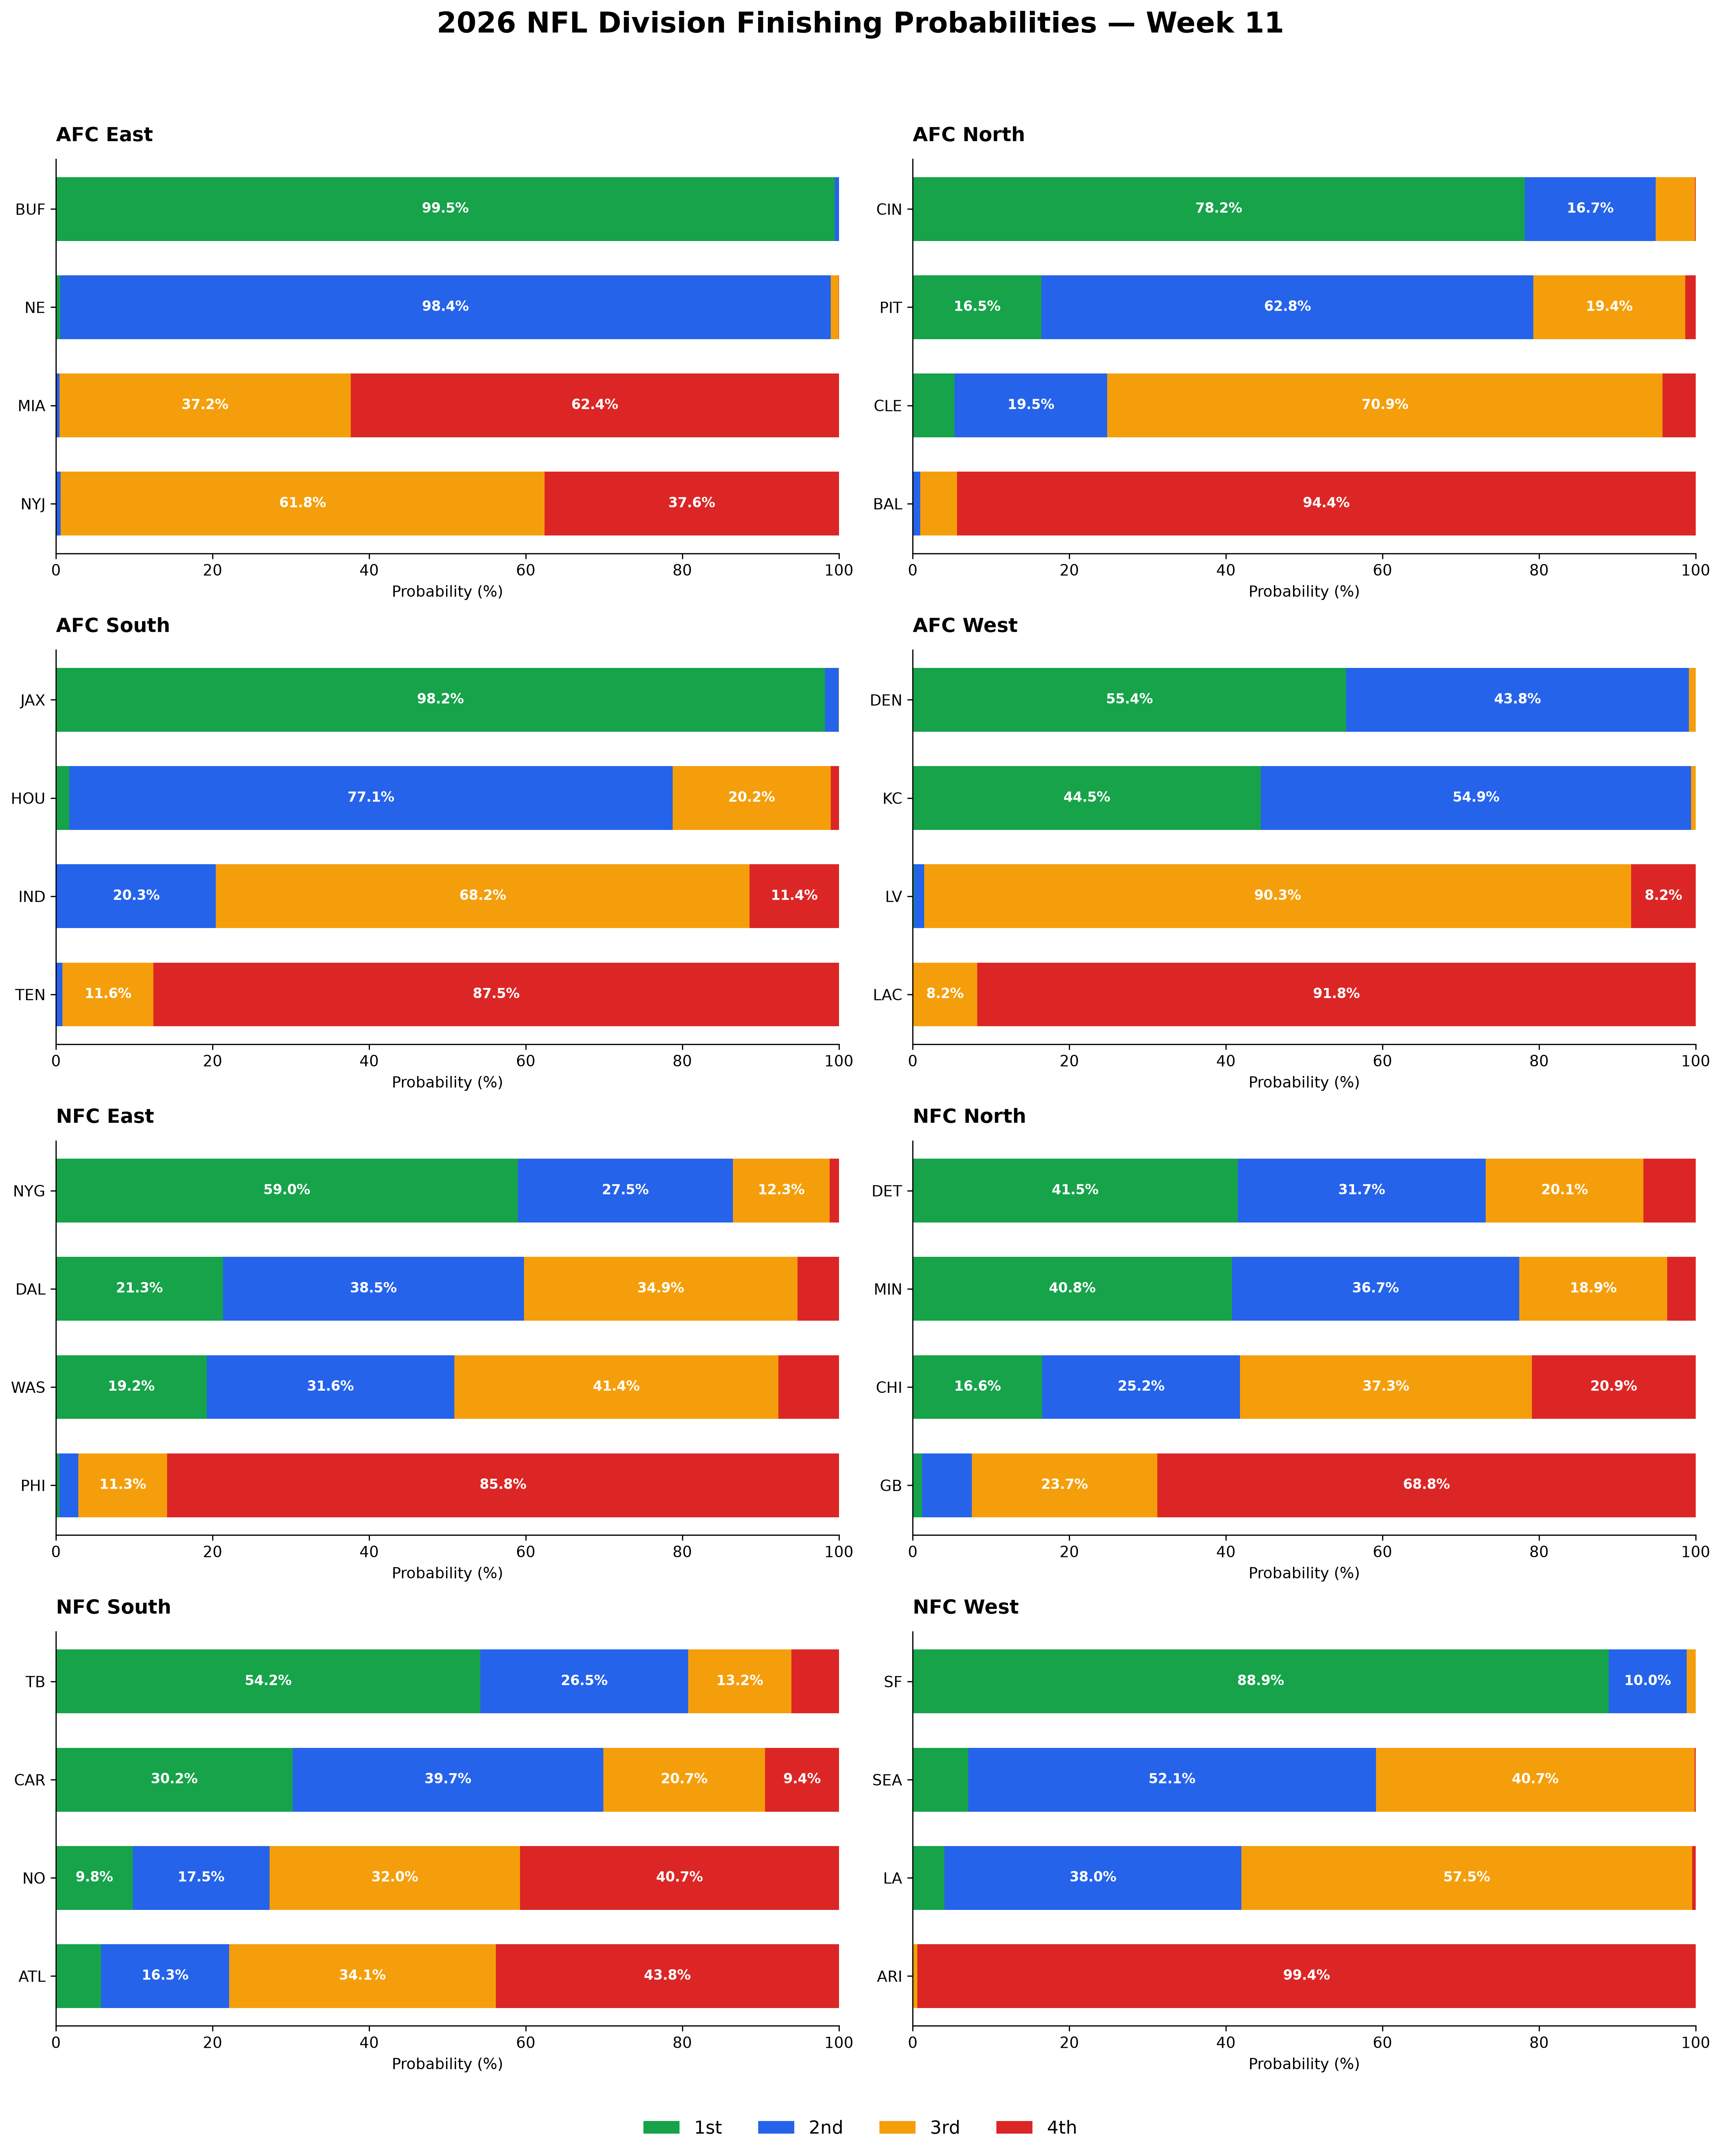 2026 NFL Division Finishing Probabilities — Week 11
AFC East
BUF 99.5%
NE 98.4%
MIA 37.2% 62.4%
NYJ 61.8% 37.6%
0 20 40 60 80 100
Probability (%)
AFC North
CIN 78.2% 16.7%
PIT 16.5% 62.8% 19.4%
CLE 19.5% 70.9%
BAL 94.4%
0 20 40 60 80 100
Probability (%)
AFC South
JAX 98.2%
HOU 77.1% 20.2%
IND 20.3% 68.2% 11.4%
TEN 11.6% 87.5%
0 20 40 60 80 100
Probability (%)
AFC West
DEN 55.4% 43.8%
KC 44.5% 54.9%
LV 90.3% 8.2%
LAC 8.2% 91.8%
0 20 40 60 80 100
Probability (%)
NFC East
NYG 59.0% 27.5% 12.3%
DAL 21.3% 38.5% 34.9%
WAS 19.2% 31.6% 41.4%
PHI 11.3% 85.8%
0 20 40 60 80 100
Probability (%)
NFC North
DET 41.5% 31.7% 20.1%
MIN 40.8% 36.7% 18.9%
CHI 16.6% 25.2% 37.3% 20.9%
GB 23.7% 68.8%
0 20 40 60 80 100
Probability (%)
NFC South
TB 54.2% 26.5% 13.2%
CAR 30.2% 39.7% 20.7% 9.4%
NO 9.8% 17.5% 32.0% 40.7%
ATL 16.3% 34.1% 43.8%
0 20 40 60 80 100
Probability (%)
NFC West
SF 88.9% 10.0%
SEA 52.1% 40.7%
LA 38.0% 57.5%
ARI 99.4%
0 20 40 60 80 100
Probability (%)
1st 2nd 3rd 4th